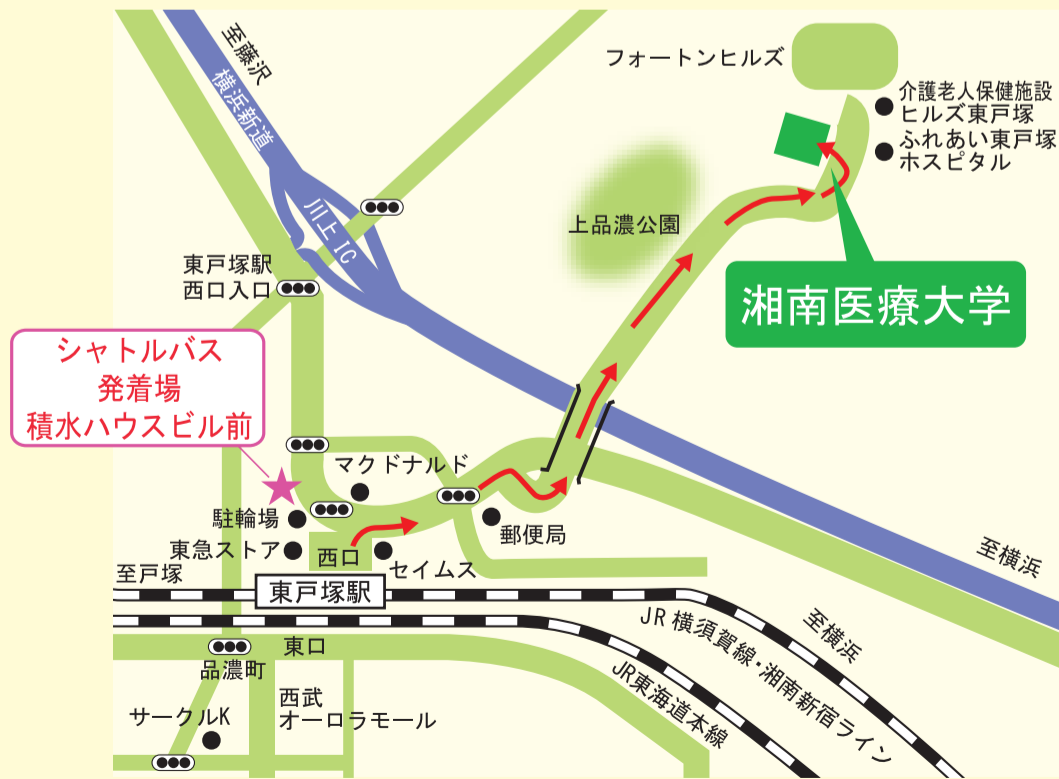 至藤沢
横浜新道
川上IC
フォートンヒルズ
介護老人保健施設
ヒルズ東戸塚
ふれあい東戸塚
ホスピタル
上品濃公園
湘南医療大学
東戸塚駅
西口入口
シャトルバス
発着場
積水ハウスビル前
マクドナルド
駐輪場
東急ストア
西口
セイムス
郵便局
至横浜
至戸塚
東戸塚駅
至横浜
JR横須賀線・湘南新宿ライン
JR東海道本線
東口
品濃町
西武
オーロラモール
サークルK